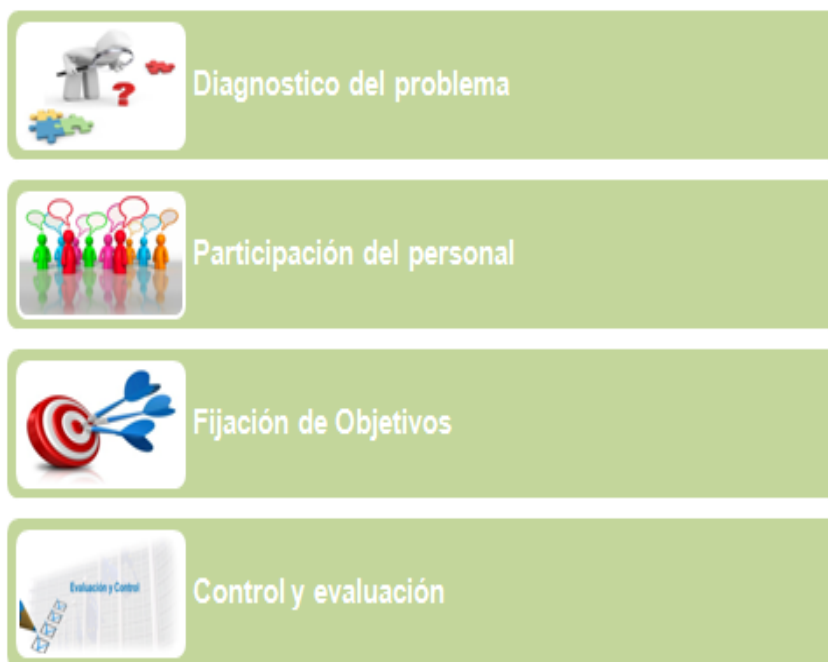 Diagnostico del problema
?
Participación del personal
Fijación de Objetivos
Evaluación y Control
Control y evaluación